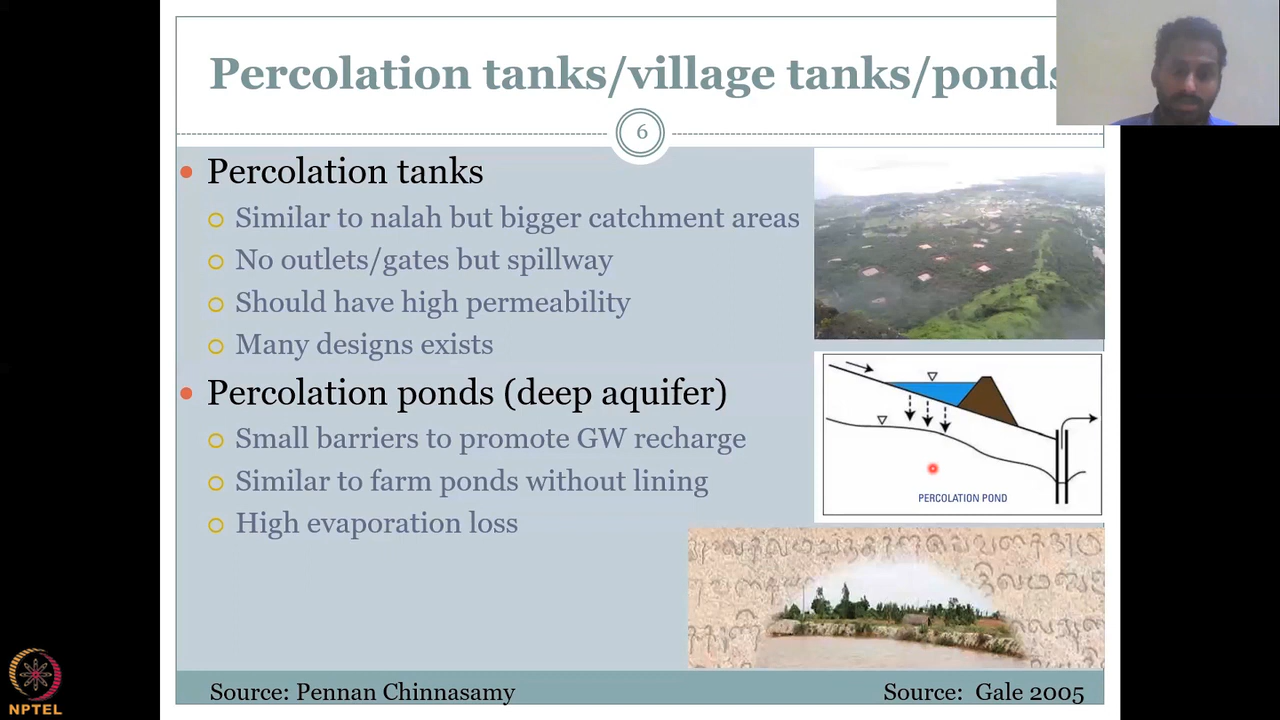 Percolation tanks/village tanks/ponds
6
Percolation tanks
Similar to nalah but bigger catchment areas
No outlets/gates but spillway
Should have high permeability
Many designs exists
Percolation ponds (deep aquifer)
Small barriers to promote GW recharge
Similar to farm ponds without lining
High evaporation loss
PERCOLATION POND
Source: Pennan Chinnasamy
Source: Gale 2005
NPTEL